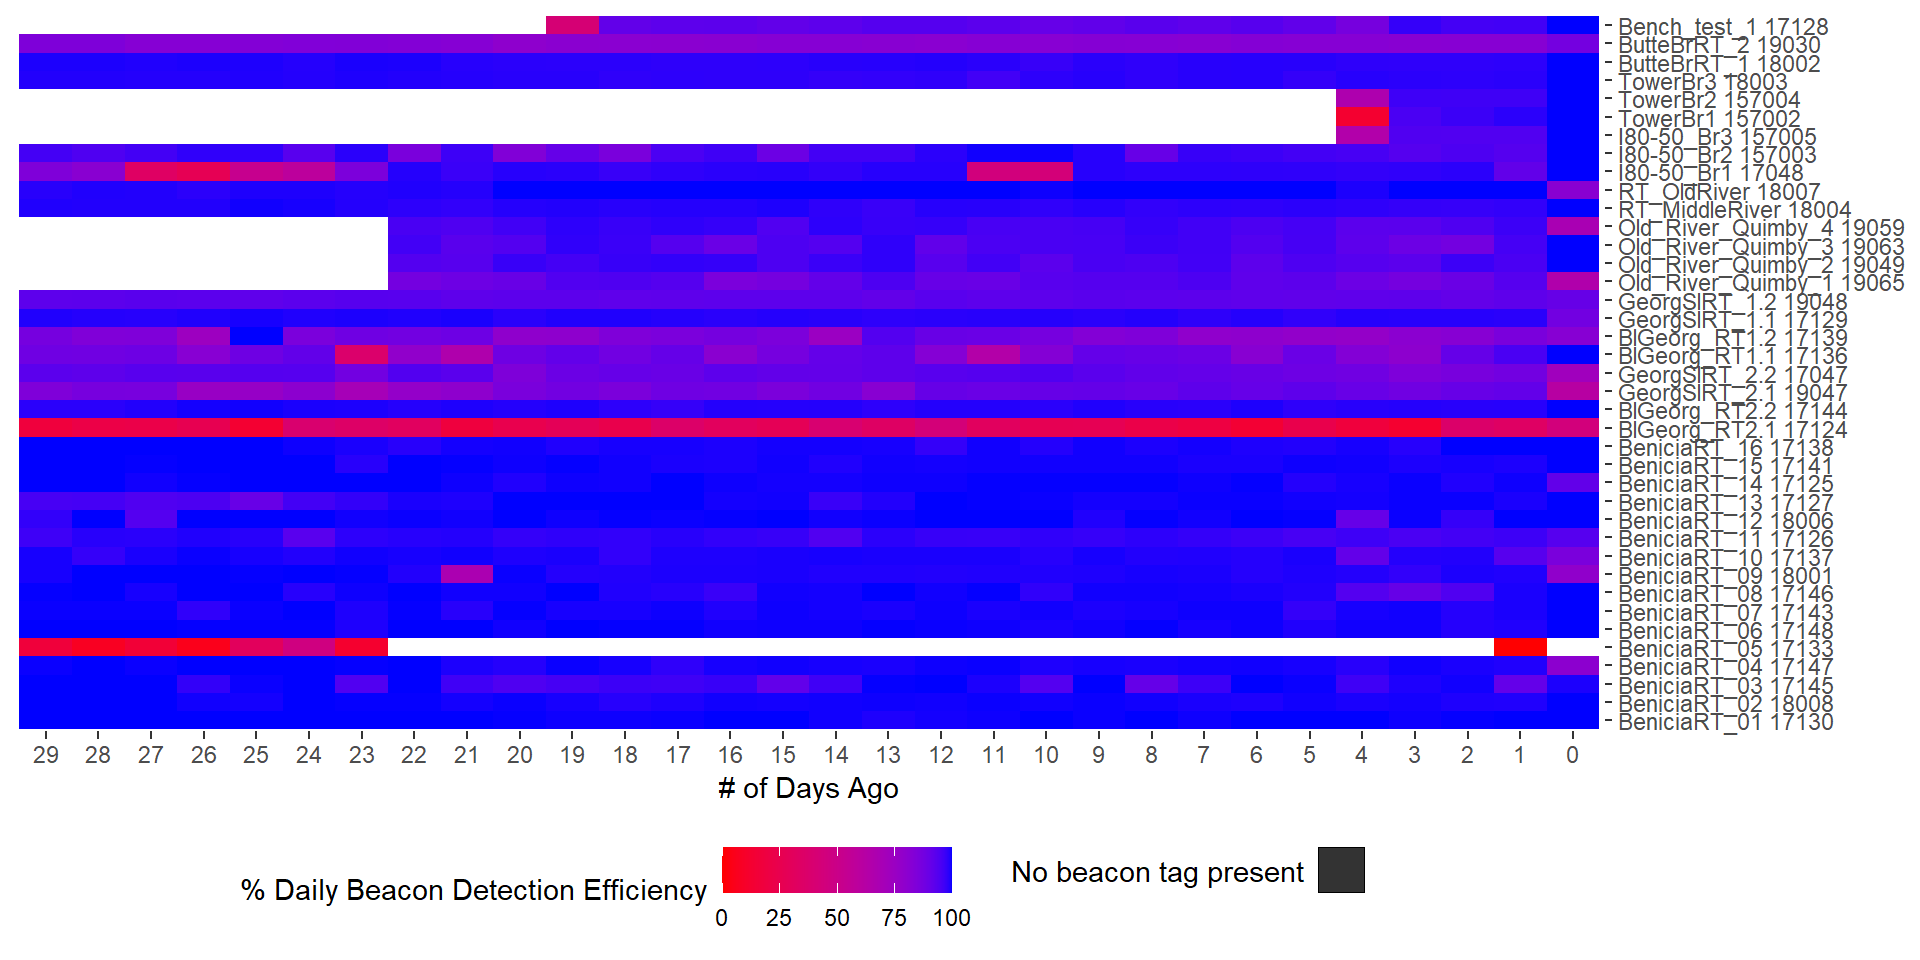 Bench_test_1 17128
ButteBrRT_2 19030
ButteBrRT_1 18002
TowerBr3 18003
TowerBr2 157004
TowerBr1 157002
I80-50_Br3 157005
I80-50_Br2 157003
I80-50_Br1 17048
RT_OldRiver 18007
RT_MiddleRiver 18004
Old_River_Quimby_4 19059
Old_River_Quimby_3 19063
Old_River_Quimby_2 19049
Old_River_Quimby_1 19065
GeorgSlRT_1.2 19048
GeorgSlRT_1.1 17129
BlGeorg_RT1.2 17139
BlGeorg_RT1.1 17136
GeorgSlRT_2.2 17047
GeorgSlRT_2.1 19047
BlGeorg_RT2.2 17144
BlGeorg_RT2.1 17124
BeniciaRT_16 17138
BeniciaRT_15 17141
BeniciaRT_14 17125
BeniciaRT_13 17127
BeniciaRT_12 18006
BeniciaRT_11 17126
BeniciaRT_10 17137
BeniciaRT_09 18001
BeniciaRT_08 17146
BeniciaRT_07 17143
BeniciaRT_06 17148
BeniciaRT_05 17133
BeniciaRT_04 17147
BeniciaRT_03 17145
BeniciaRT_02 18008
BeniciaRT_01 17130
29 28 27 26 25 24 23 22 21 20 19 18 17 16 15 14 13 12 11 10 9 8 7 6 5 4 3 2 1 0
# of Days Ago
% Daily Beacon Detection Efficiency
0 25 50 75 100
No beacon tag present